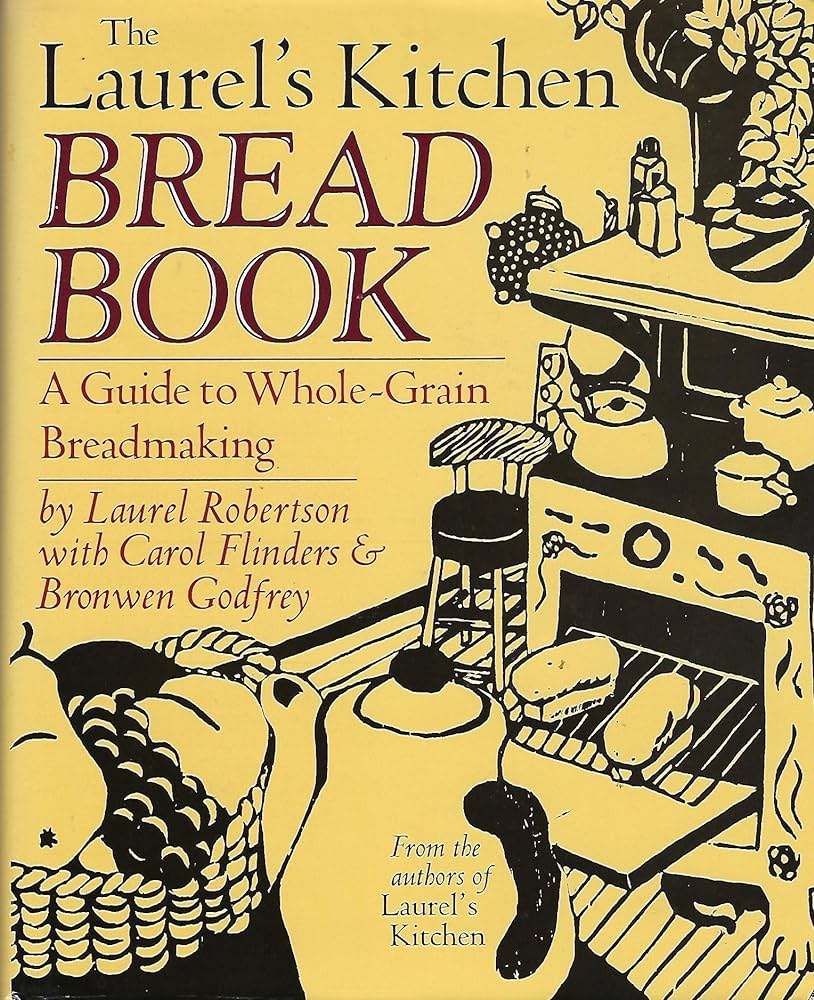 The
Laurel's Kitchen
BREAD
BOOK
A Guide to Whole-Grain
Breadmaking
by Laurel Robertson
with Carol Flinders &
Bronwen Godfrey
From the
authors of
Laurel's
Kitchen